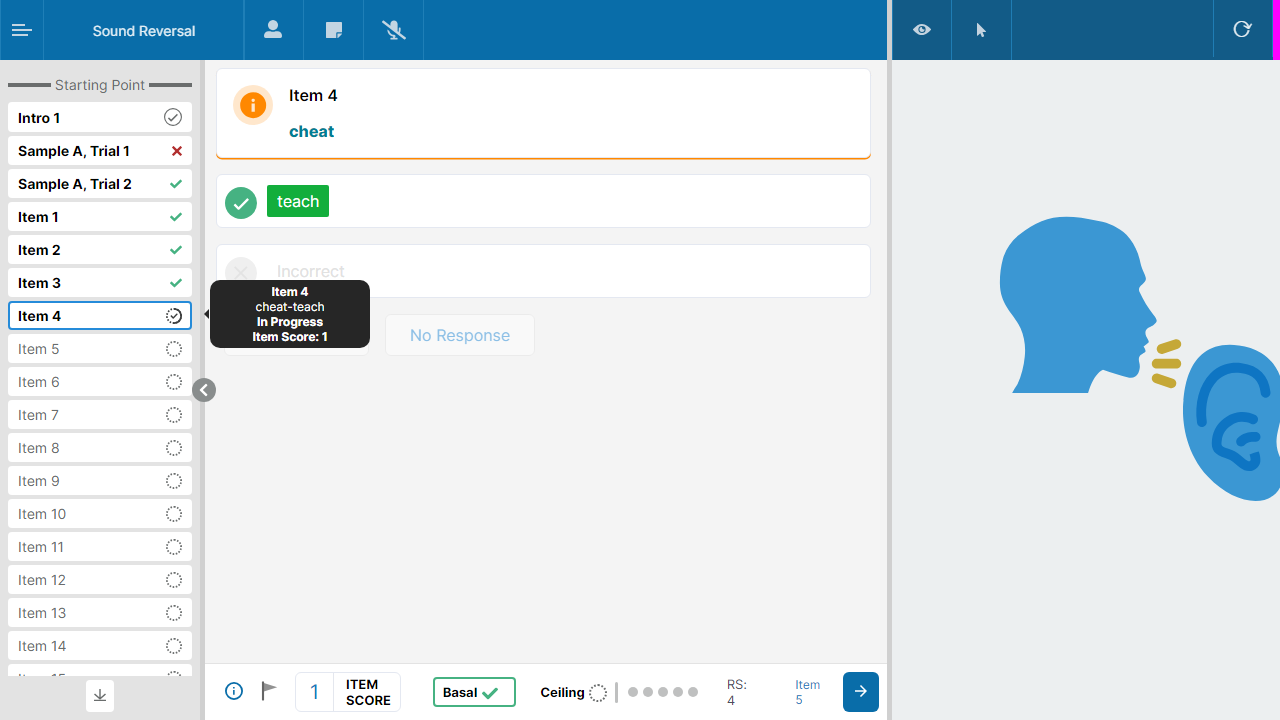 Sound Reversal
Starting Point
Intro 1
Sample A, Trial 1
Sample A, Trial 2
Item 1
Item 2
Item 3
Item 4
Item 5
Item 6
Item 7
Item 8
Item 9
Item 10
Item 11
Item 12
Item 13
Item 14
Item 4
cheat
teach
Incorrect
Item 4
cheat-teach
In Progress
Item Score: 1
No Response
1
ITEM
SCORE
Basal
Ceiling
RS:
4
Item
5